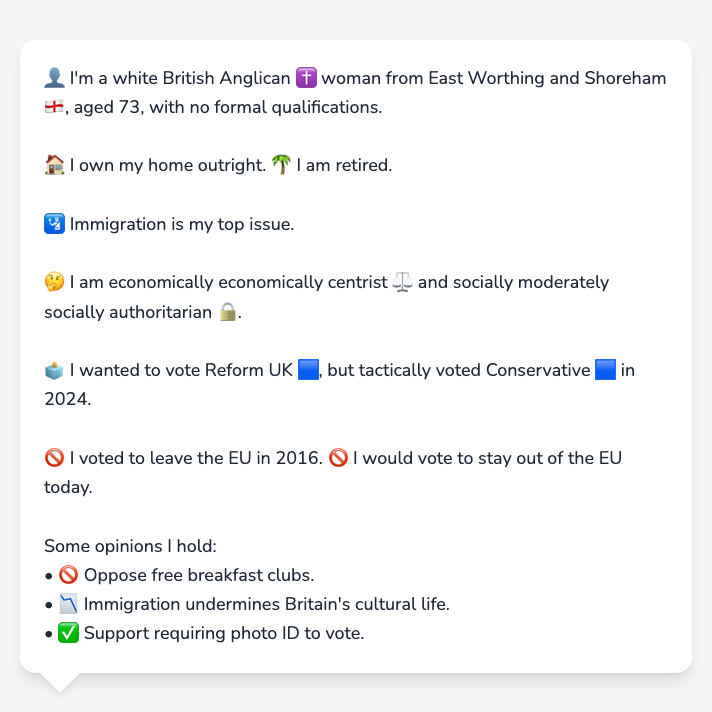 👤 I'm a white British Anglican ✝️ woman from East Worthing and Shoreham
🏴󠁧󠁢󠁥󠁮󠁧󠁿, aged 73, with no formal qualifications.
🏠 I own my home outright. 🌴 I am retired.
🛂 Immigration is my top issue.
🤔 I am economically economically centrist ⚖️ and socially moderately
socially authoritarian 🔒.
🗳️ I wanted to vote Reform UK 🟦, but tactically voted Conservative 🟦 in
2024.
🚫 I voted to leave the EU in 2016. 🚫 I would vote to stay out of the EU
today.
Some opinions I hold:
• 🚫 Oppose free breakfast clubs.
• 📉 Immigration undermines Britain's cultural life.
• ✅ Support requiring photo ID to vote.